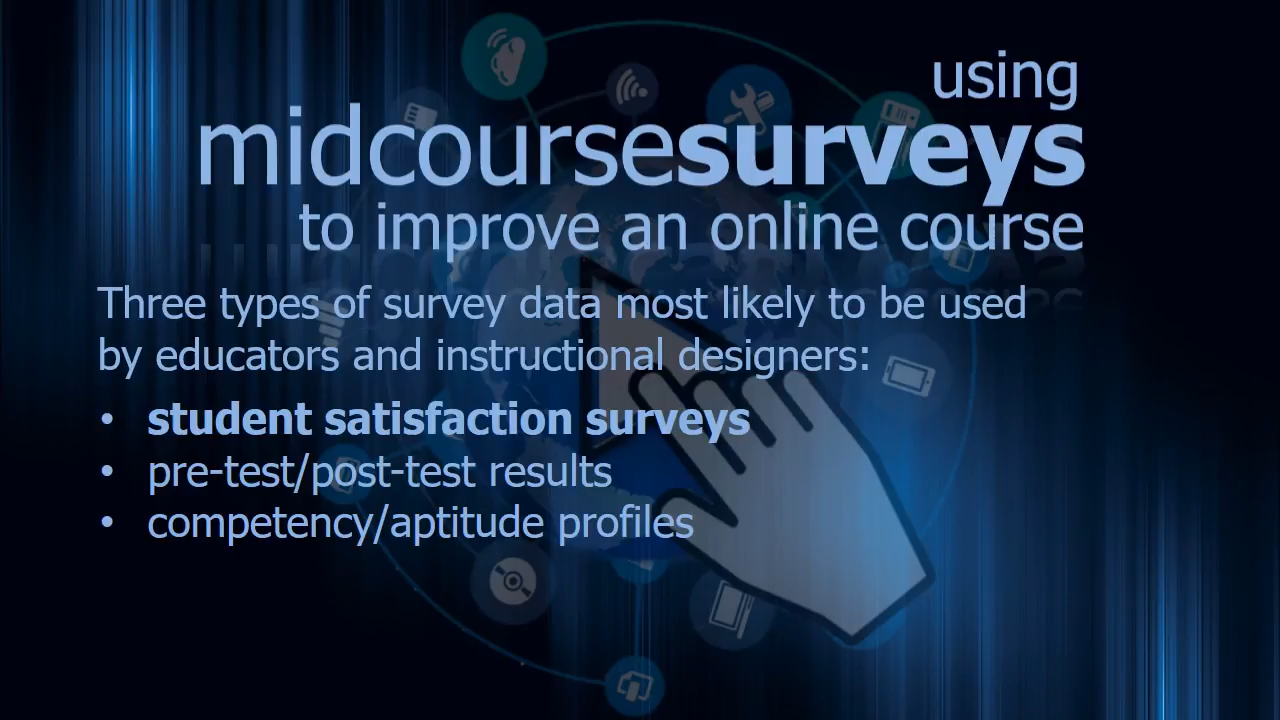 using
midcoursesurveys
to improve an online course
Three types of survey data most likely to be used
by educators and instructional designers:
• student satisfaction surveys
• pre-test/post-test results
• competency/aptitude profiles